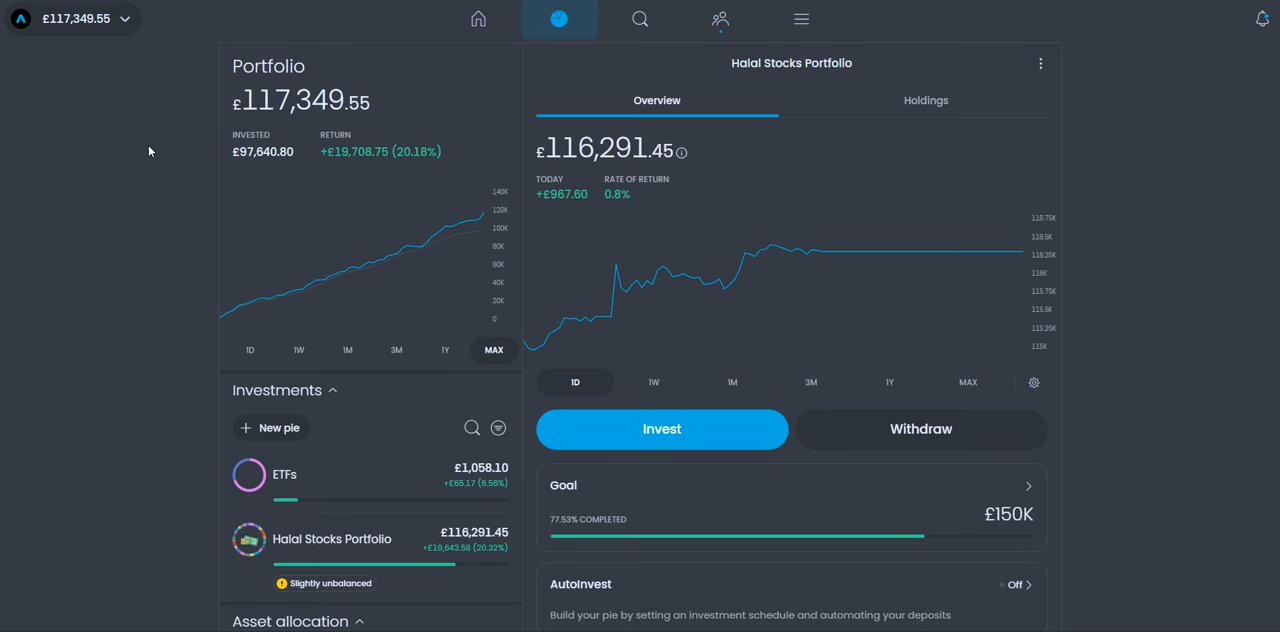 £117,349.55
Portfolio
£117,349.55
INVESTED RETURN
£97,640.80 +£19,708.75 (20.18%)
140K
120K
100K
80K
60K
40K
20K
0
1D 1W 1M 3M 1Y MAX
Investments
New pie
ETFs £1,058.10
+£65.17 (6.56%)
Halal Stocks Portfolio £116,291.45
+£19,643.58 (20.32%)
Slightly unbalanced
Asset allocation
Halal Stocks Portfolio
Overview Holdings
£116,291.45
TODAY RATE OF RETURN
+£967.60 0.8%
116.75K
116.5K
116.25K
116K
115.75K
115.5K
115.25K
115K
1D 1W 1M 3M 1Y MAX
Invest Withdraw
Goal
77.53% COMPLETED £150K
AutoInvest Off
Build your pie by setting an investment schedule and automating your deposits